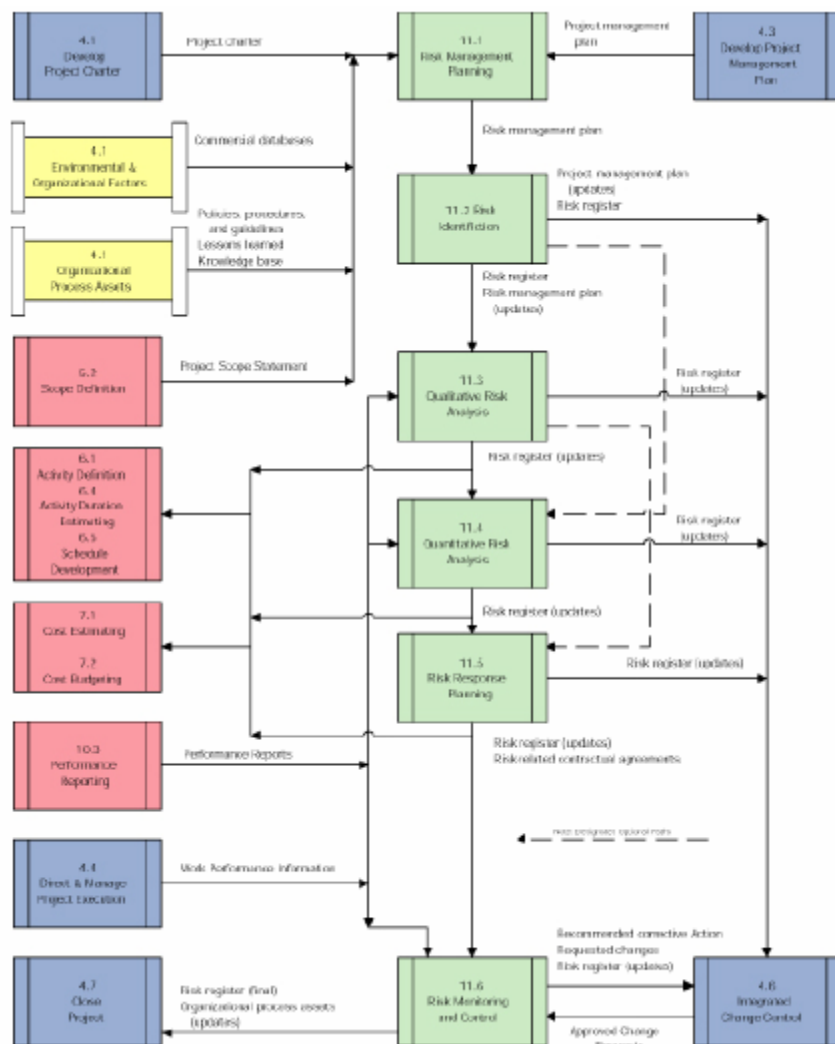 4.1
Develop
Project Charter
Project charter
11.1
Risk Management
Planning
Project management
plan
4.3
Develop Project
Management
Plan
4.1
Environmental &
Organizational Factors
Commercial databases
Risk management plan
4.1
Organizational
Process Assets
Policies, procedures,
and guidelines
Lessons learned
Knowledge base
11.2 Risk
Project management plan
(updates)
Risk register
Risk register
Risk management plan
(updates)
5.2
Scope Definition
Project Scope Statement
11.3
Qualitative Risk
Analysis
Risk register
(updates)
Risk register (updates)
6.1
Activity Definition
6.4
Activity Duration
Estimating
6.5
Schedule
Development
11.4
Quantitative Risk
Analysis
Risk register
(updates)
Risk register (updates)
7.1
Cost Estimating
7.2
Cost Budgeting
11.5
Risk Response
Planning
Risk register (updates)
10.3
Performance
Reporting
Performance Reports
Risk register (updates)
Risk related contractual agreements
4.4
Direct & Manage
Project Execution
Work Performance Information
4.7
Close
Project
Risk register (final)
Organizational process assets
(updates)
11.6
Risk Monitoring
and Control
Recommended corrective Action
Requested changes
Risk register (updates)
Approved Change
4.6
Integrated
Change Control